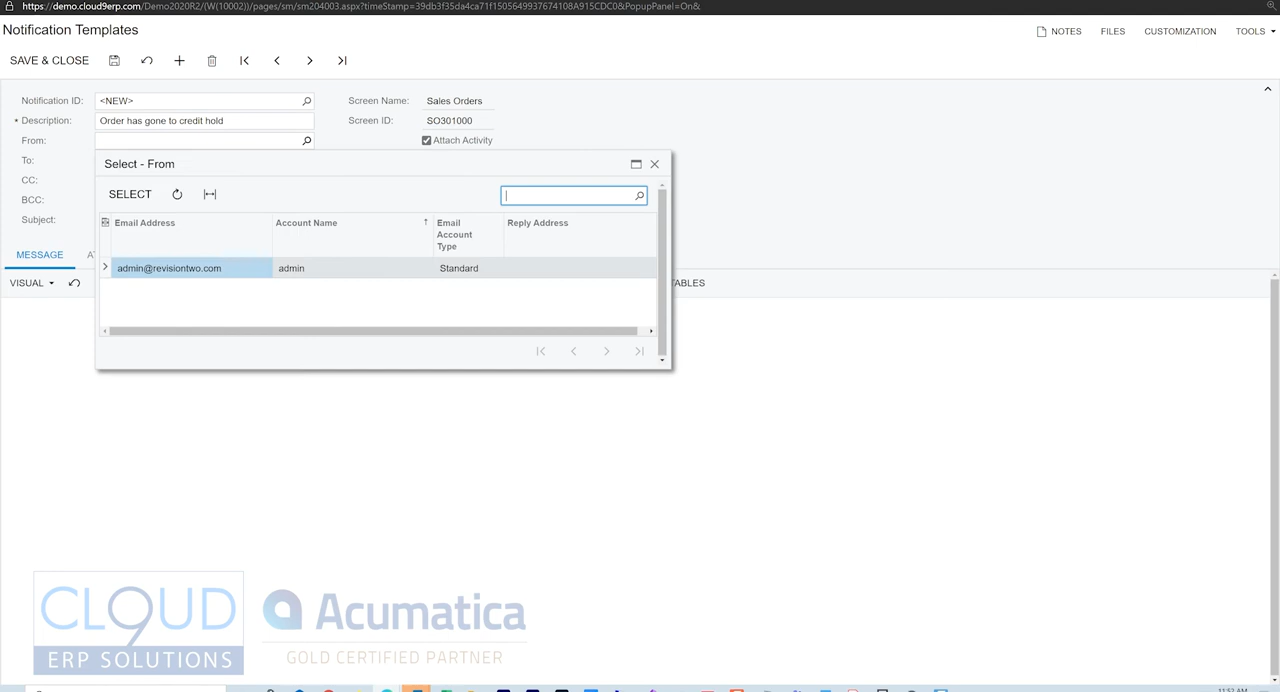 https://demo.cloud9erp.com/Demo2020R2/(W(10002))/pages/sm/sm204003.aspx?timeStamp=39db3f35da4ca71f1505649937674108A915CDC0&PopupPanel=On&
Notification Templates
NOTES FILES CUSTOMIZATION TOOLS
SAVE & CLOSE
Notification ID: <NEW> Screen Name: Sales Orders
* Description: Order has gone to credit hold Screen ID: SO301000
From: Attach Activity
To:
CC:
BCC:
Subject:
Select - From
SELECT
Email Address Account Name Email Account Type Reply Address
admin@revisiontwo.com admin Standard
MESSAGE
VISUAL
CLOUD 9
ERP SOLUTIONS
Acumatica
GOLD CERTIFIED PARTNER